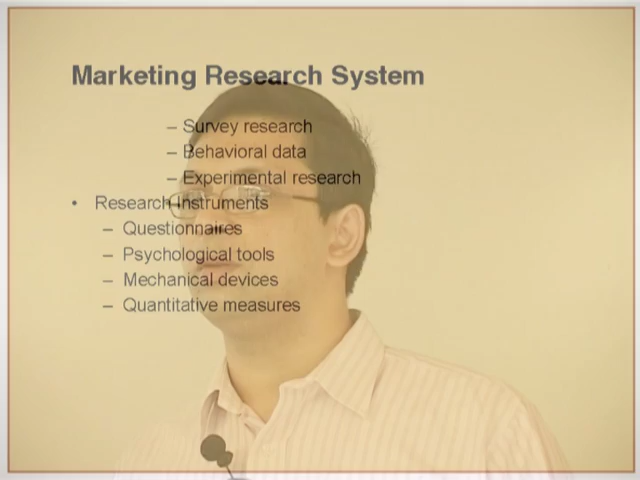 Marketing Research System
– Survey research
– Behavioral data
– Experimental research
• Research Instruments
– Questionnaires
– Psychological tools
– Mechanical devices
– Quantitative measures